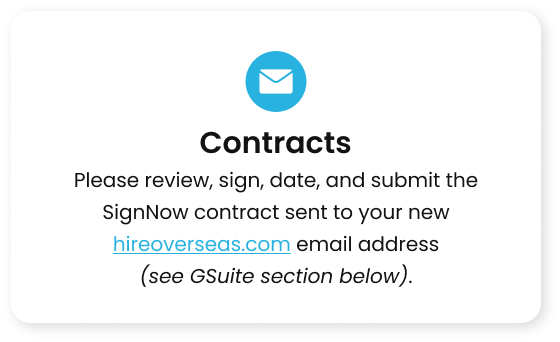 Contracts
Please review, sign, date, and submit the
SignNow contract sent to your new
hireoverseas.com email address
(see GSuite section below).